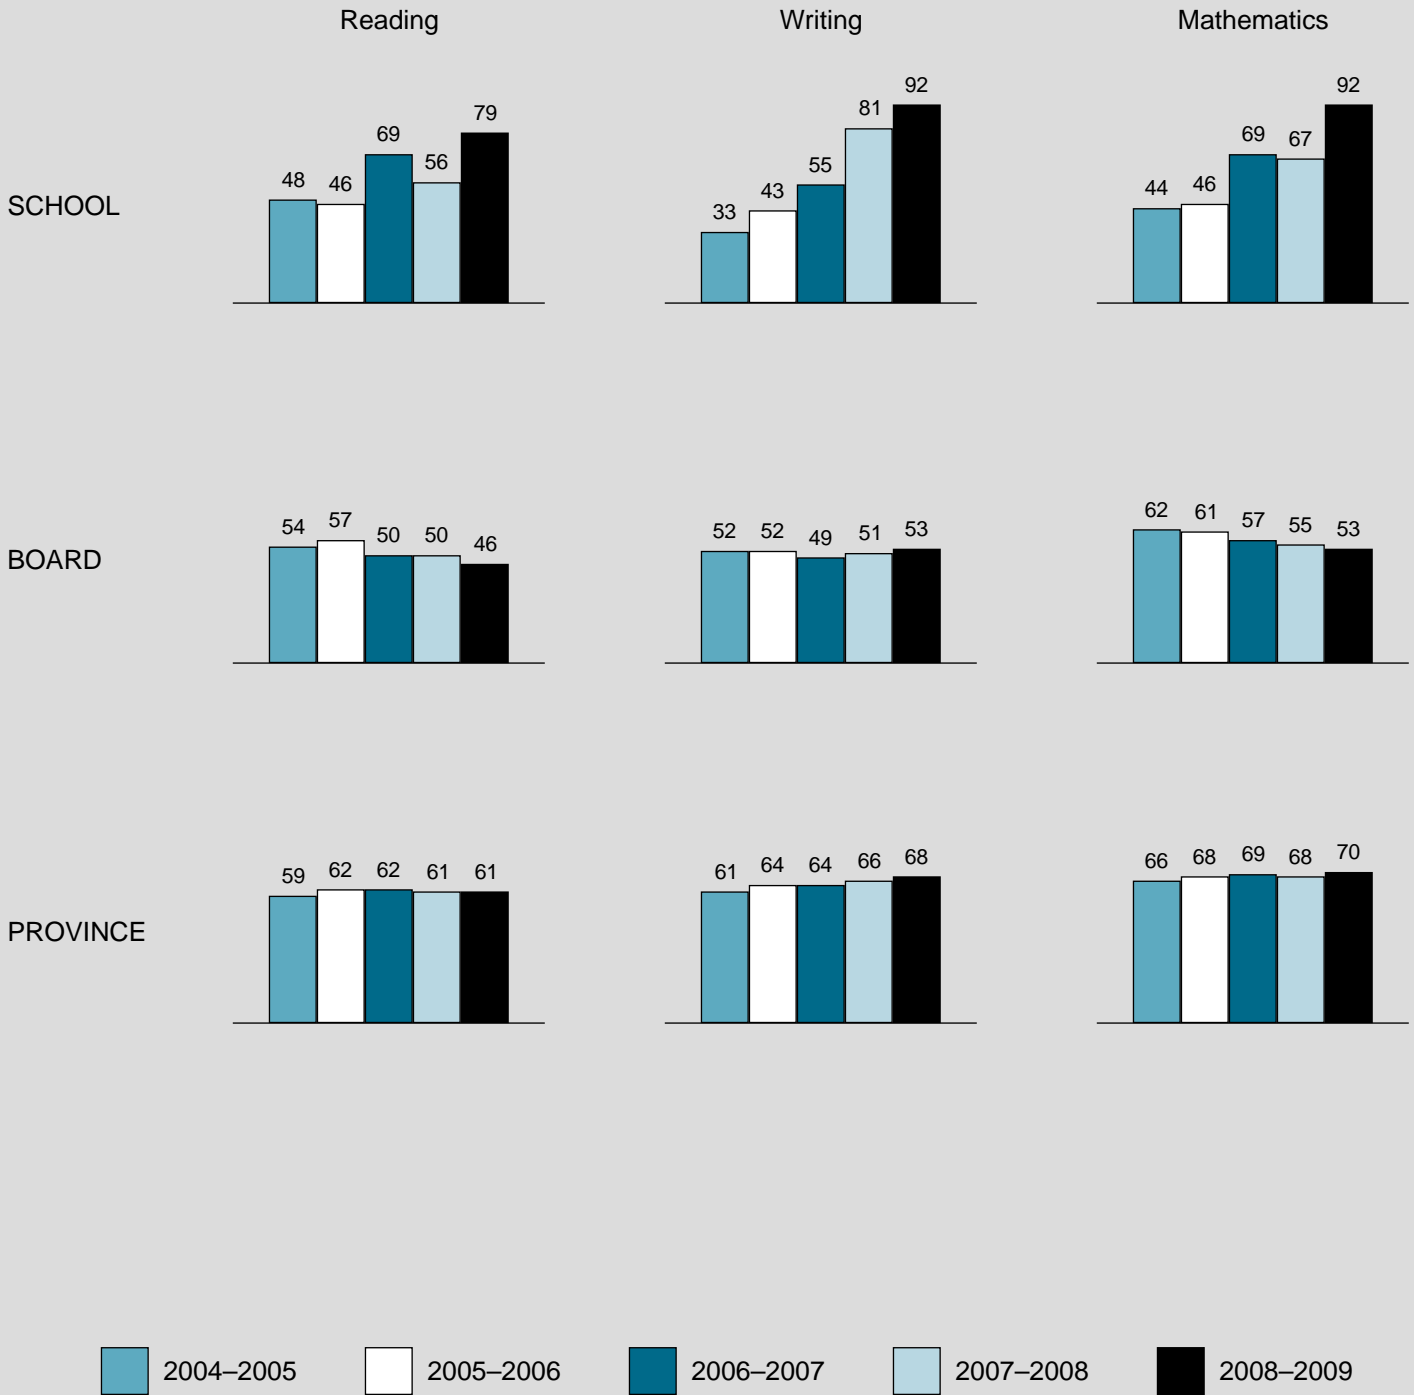 Reading Writing Mathematics
SCHOOL
48 46 69 56 79
33 43 55 81 92
44 46 69 67 92
BOARD
54 57 50 50 46
52 52 49 51 53
62 61 57 55 53
PROVINCE
59 62 62 61 61
61 64 64 66 68
66 68 69 68 70
2004–2005 2005–2006 2006–2007 2007–2008 2008–2009